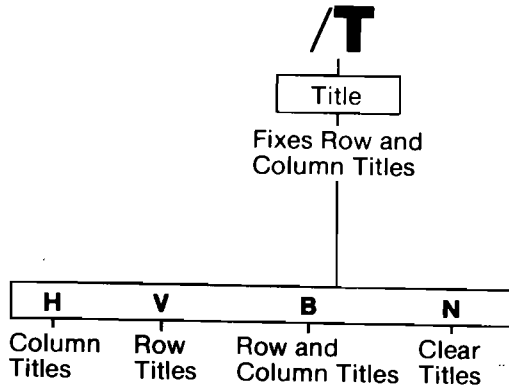 /T
Title
Fixes Row and
Column Titles
H V B N
Column Row Row and Clear
Titles Titles Column Titles Titles